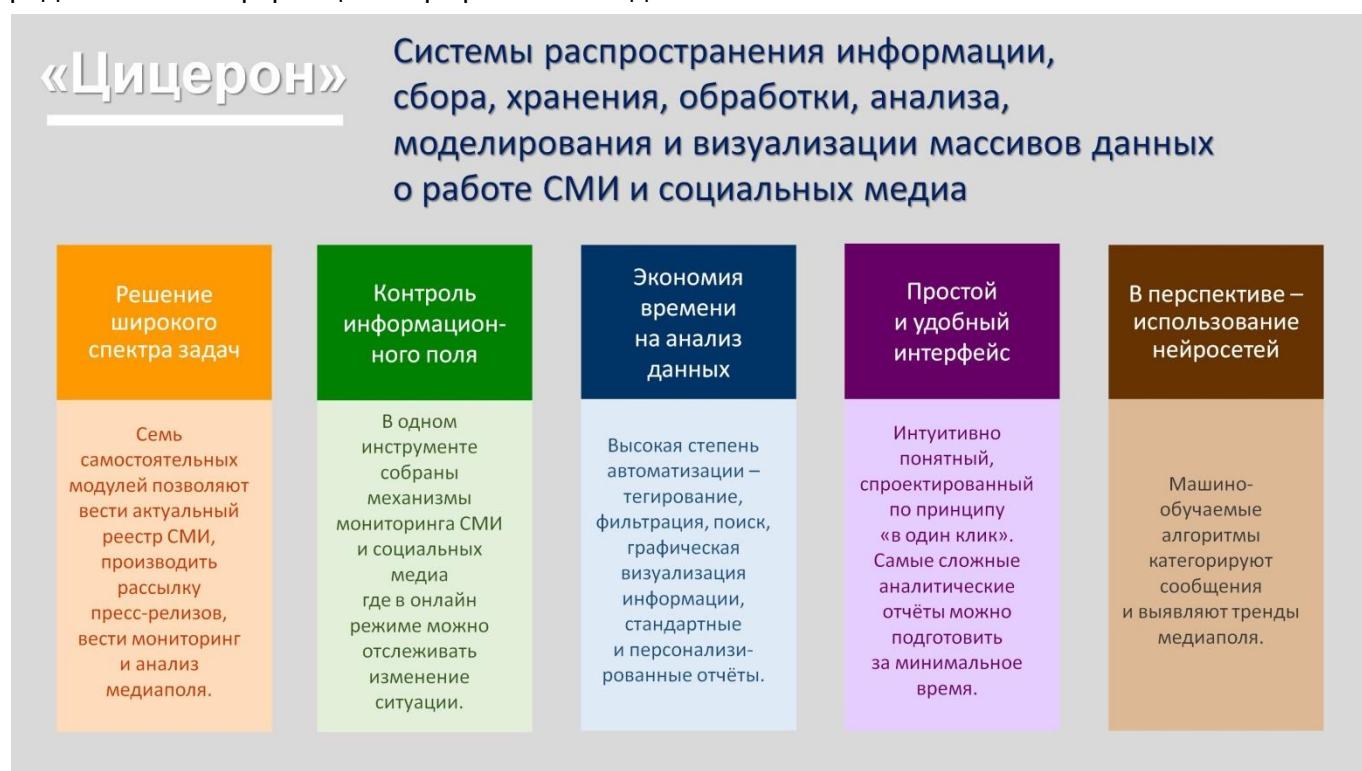 «Цицерон»
Системы распространения информации,
сбора, хранения, обработки, анализа,
моделирования и визуализации массивов данных
о работе СМИ и социальных медиа
Решение
широкого
спектра задач
Семь
самостоятельных
модулей позволяют
вести актуальный
реестр СМИ,
производить
рассылку
пресс-релизов,
вести мониторинг
и анализ
медиаполя.
Контроль
информацион-
ного поля
В одном
инструменте
собраны
механизмы
мониторинга СМИ
и социальных
медиа
где в онлайн
режиме можно
отслеживать
изменение
ситуации.
Экономия
времени
на анализ
данных
Высокая степень
автоматизации –
тегирование,
фильтрация, поиск,
графическая
визуализация
информации,
стандартные
и персонализи-
рованные отчёты.
Простой
и удобный
интерфейс
Интуитивно
понятный,
спроектированный
по принципу
«в один клик».
Самые сложные
аналитические
отчёты можно
подготовить
за минимальное
время.
В перспективе –
использование
нейросетей
Машино-
обучаемые
алгоритмы
категорируют
сообщения
и выявляют тренды
медиаполя.